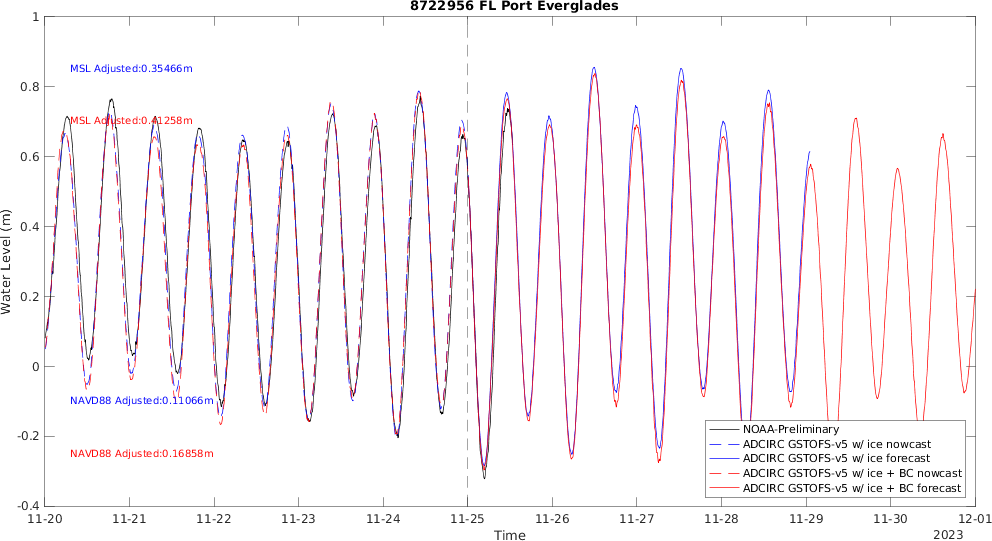 8722956 FL Port Everglades
1
0.8
0.6
0.4
0.2
0
-0.2
-0.4
Water Level (m)
MSL Adjusted:0.35466m
MSL Adjusted:0.41258m
NAVD88 Adjusted:0.11066m
NAVD88 Adjusted:0.16858m
NOAA-Preliminary
ADCIRC GSTOFS-v5 w/ ice nowcast
ADCIRC GSTOFS-v5 w/ ice forecast
ADCIRC GSTOFS-v5 w/ ice + BC nowcast
ADCIRC GSTOFS-v5 w/ ice + BC forecast
11-20 11-21 11-22 11-23 11-24 11-25 11-26 11-27 11-28 11-29 11-30 12-01
Time
2023